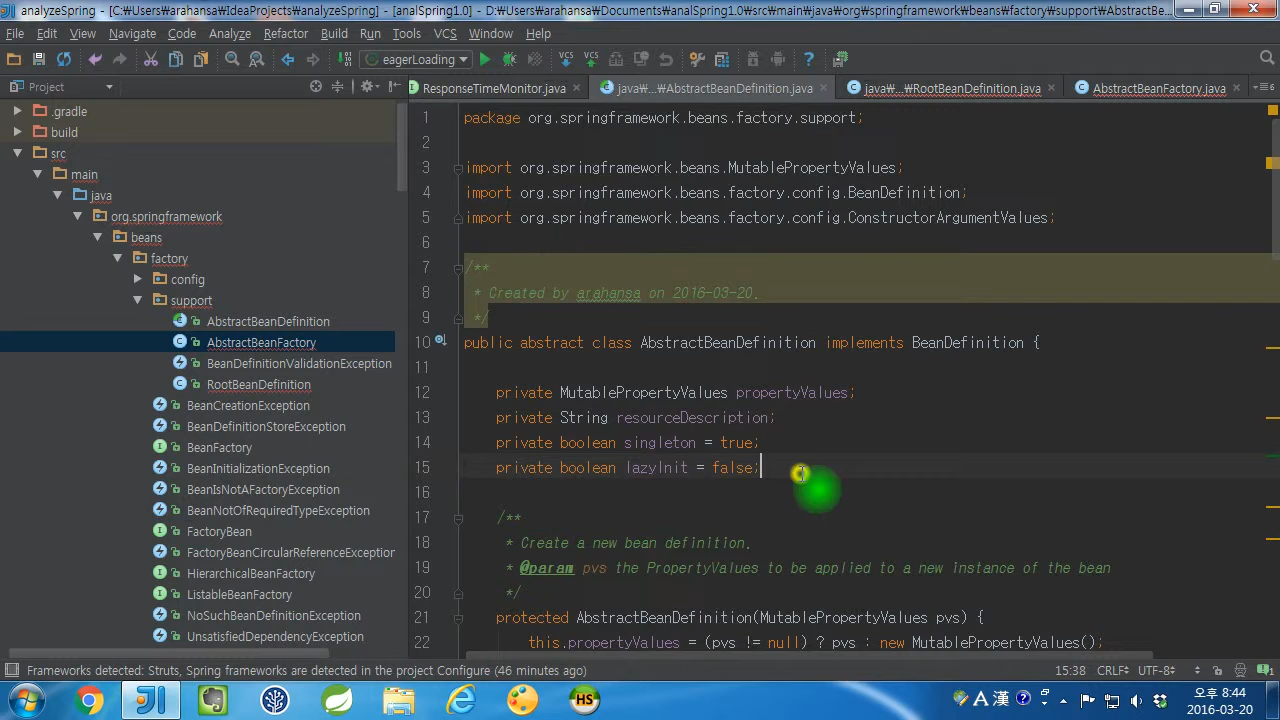 analyzeSpring - [C:₩Users₩arahansa₩IdeaProjects₩analyzeSpring] - [analSpring1.0] - D:₩Users₩arahansa₩Documents₩analSpring1.0₩src₩main₩java₩org₩springframework₩beans₩factory₩support₩AbstractBe...
File Edit View Navigate Code Analyze Refactor Build Run Tools VCS Window Help
eagerLoading VCS VCS
Project
ResponseTimeMonitor.java java₩...₩AbstractBeanDefinition.java java₩...₩RootBeanDefinition.java AbstractBeanFactory.java
.gradle
build
src
main
java
org.springframework
beans
factory
config
support
AbstractBeanDefinition
AbstractBeanFactory
BeanDefinitionValidationException
RootBeanDefinition
BeanCreationException
BeanDefinitionStoreException
BeanFactory
BeanInitializationException
BeanIsNotAFactoryException
BeanNotOfRequiredTypeException
FactoryBean
FactoryBeanCircularReferenceException
HierarchicalBeanFactory
ListableBeanFactory
NoSuchBeanDefinitionException
UnsatisfiedDependencyException
1 package org.springframework.beans.factory.support;
2
3 import org.springframework.beans.MutablePropertyValues;
4 import org.springframework.beans.factory.config.BeanDefinition;
5 import org.springframework.beans.factory.config.ConstructorArgumentValues;
6
7 /**
8 * Created by arahansa on 2016-03-20.
9 */
10 public abstract class AbstractBeanDefinition implements BeanDefinition {
11
12 private MutablePropertyValues propertyValues;
13 private String resourceDescription;
14 private boolean singleton = true;
15 private boolean lazyInit = false;
16
17 /**
18 * Create a new bean definition.
19 * @param pvs the PropertyValues to be applied to a new instance of the bean
20 */
21 protected AbstractBeanDefinition(MutablePropertyValues pvs) {
22 this.propertyValues = (pvs != null) ? pvs : new MutablePropertyValues();
Frameworks detected: Struts, Spring frameworks are detected in the project Configure (46 minutes ago) 15:38 CRLF÷ UTF-8÷ 1
HS A 漢 오후 8:44
2016-03-20